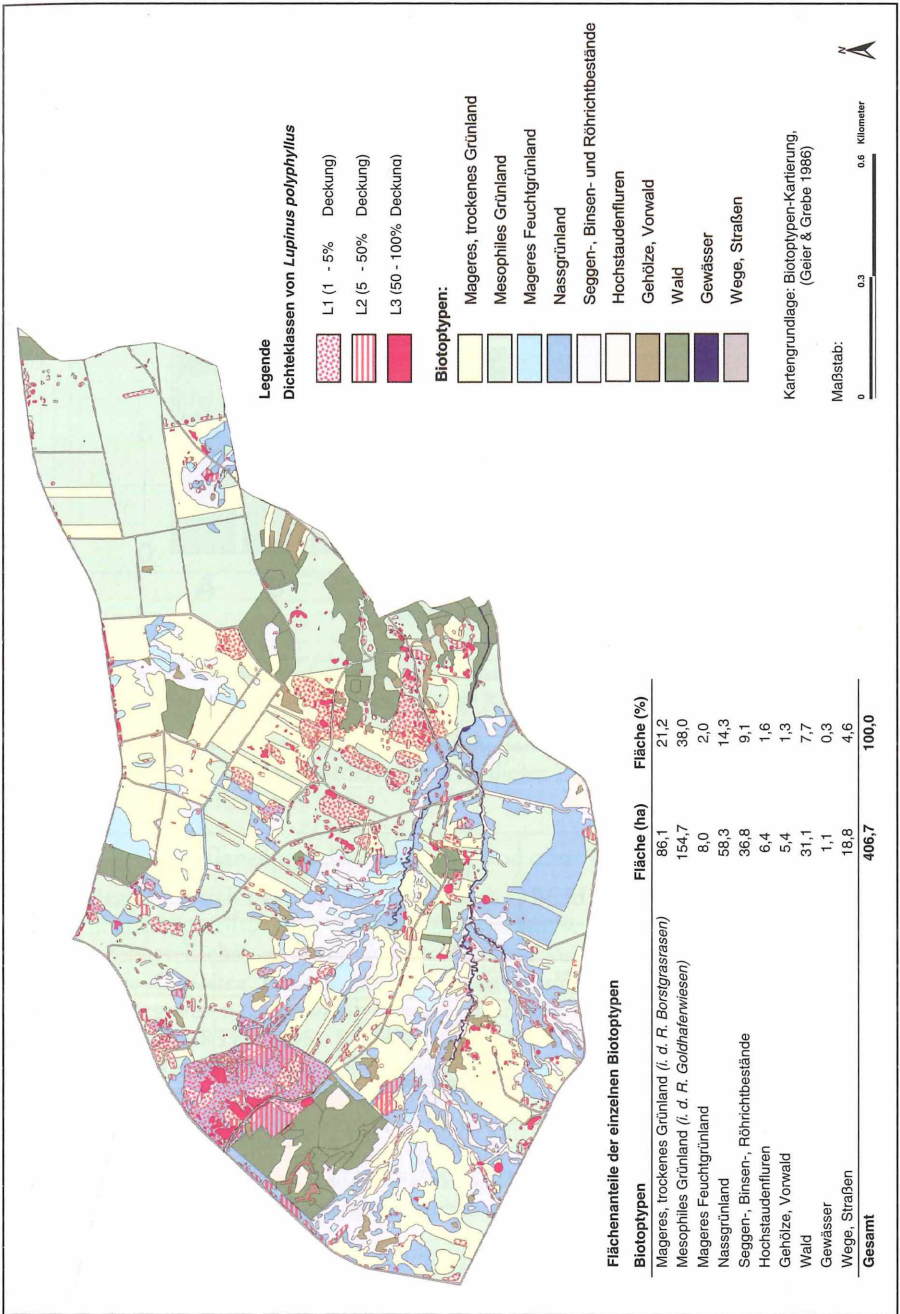 Legende
Dichteklassen von Lupinus polyphyllus
L1 (1 - 5% Deckung)
L2 (5 - 50% Deckung)
L3 (50 - 100% Deckung)
Biotoptypen:
Mageres, trockenes Grünland
Mesophiles Grünland
Mageres Feuchtgrünland
Nassgrünland
Seggen-, Binsen- und Röhrichtbestände
Hochstaudenfluren
Gehölze, Vorwald
Wald
Gewässer
Wege, Straßen
Kartengrundlage: Biotoptypen-Kartierung,
(Geier & Grebe 1986)
Maßstab:
0 0.3 0.6 Kilometer
N
Flächenanteile der einzelnen Biotoptypen
Biotoptypen Fläche (ha) Fläche (%)
Mageres, trockenes Grünland (i. d. R. Borstgrasrasen) 86,1 21,2
Mesophiles Grünland (i. d. R. Goldhaferwiesen) 154,7 38,0
Mageres Feuchtgrünland 8,0 2,0
Nassgrünland 58,3 14,3
Seggen-, Binsen-, Röhrichtbestände 36,8 9,1
Hochstaudenfluren 6,4 1,6
Gehölze, Vorwald 5,4 1,3
Wald 31,1 7,7
Gewässer 1,1 0,3
Wege, Straßen 18,8 4,6
Gesamt 406,7 100,0